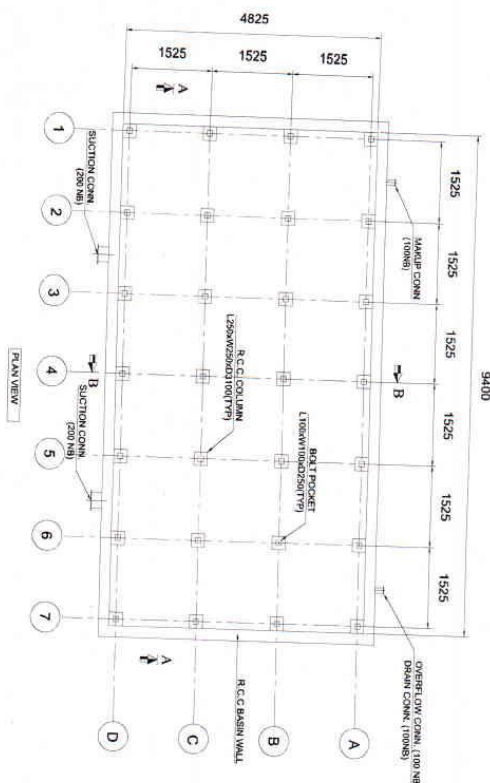 4825
1525
1525
1525
A
1
2
3
4
5
6
7
SUCTION CONN.
(200 NB)
MAKUP CONN
(100NB)
1525
1525
1525
1525
1525
1525
9400
B
B
R.C.C. COLUMN
L250xW250xD3100(TYP)
BOLT POCKET
L100xW100xD250(TYP)
SUCTION CONN
(200 NB)
PLAN VIEW
OVERFLOW CONN. (100 NB
DRAIN CONN. (100NB)
R.C.C BASIN WALL
A
D
C
B
A